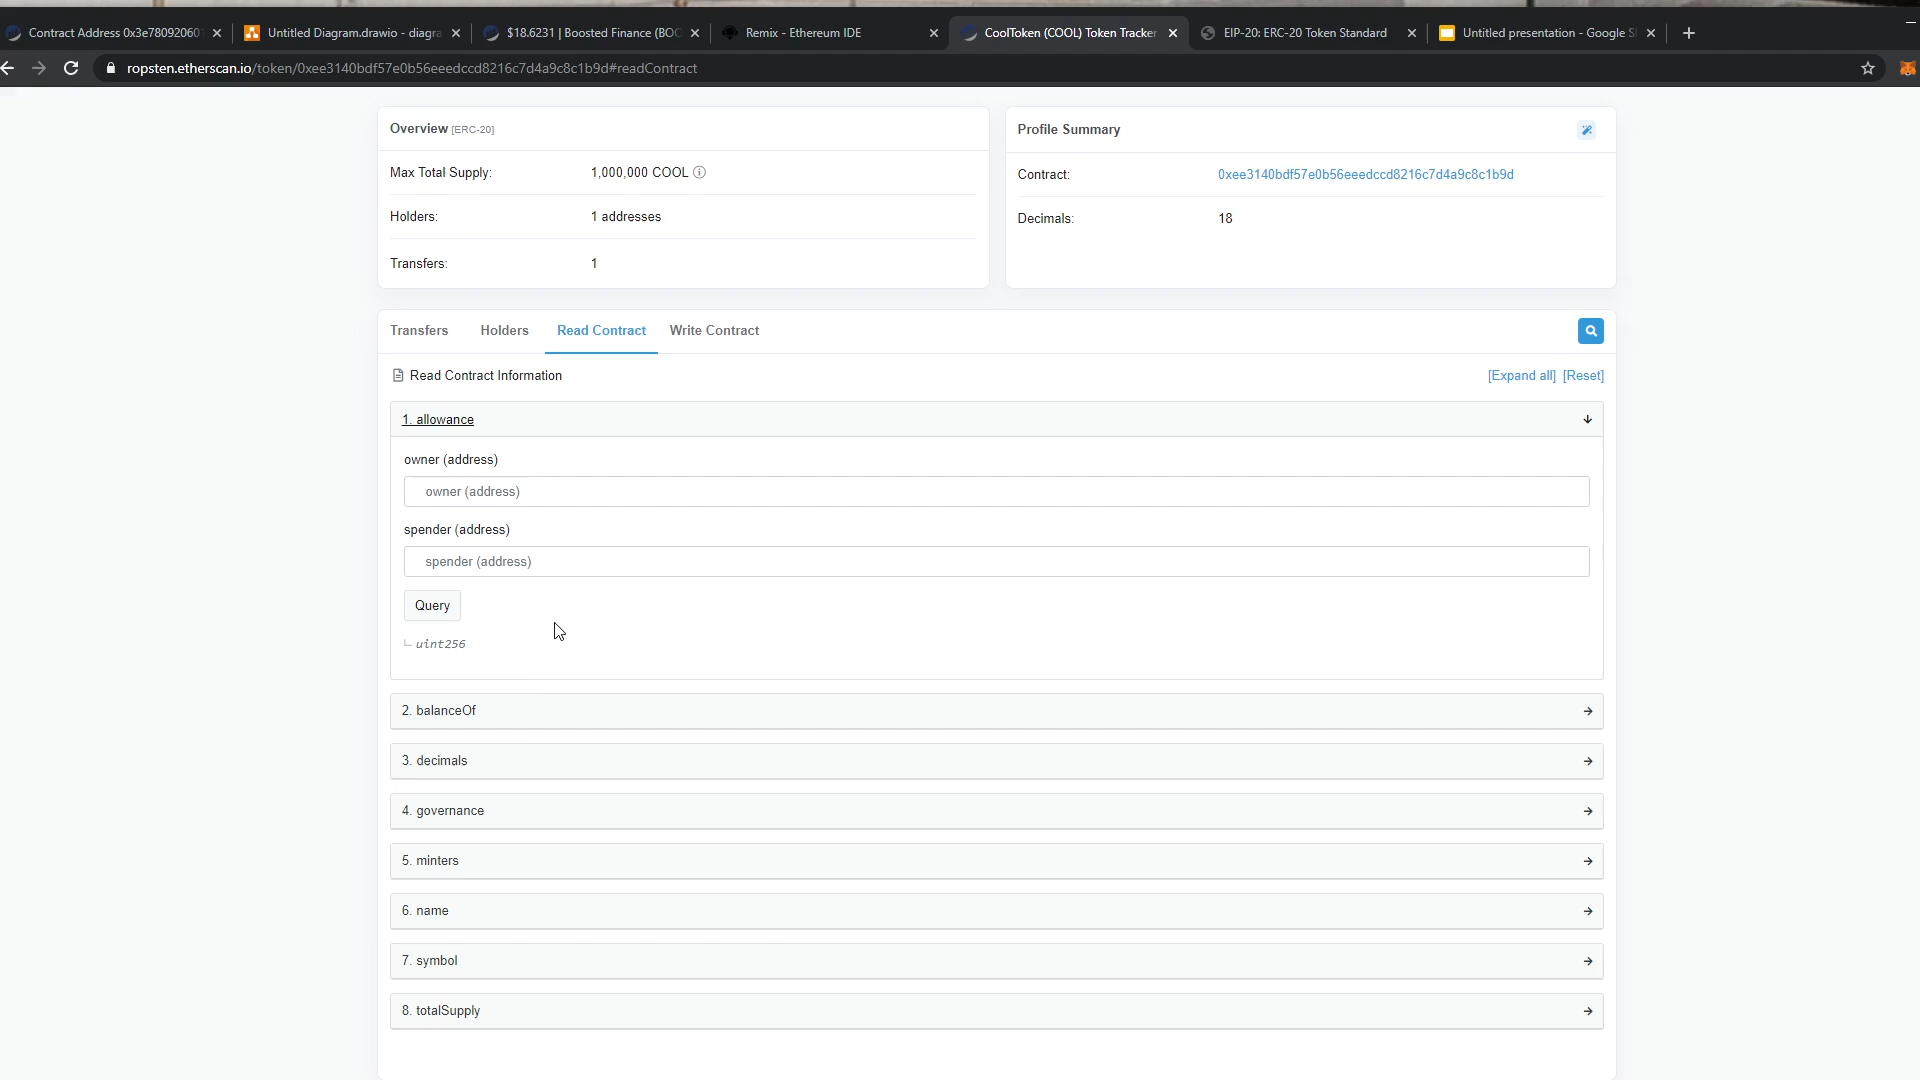 Contract Address 0x3e78092060
Untitled Diagram.drawio - diagra
$18.6231 | Boosted Finance (BOO
Remix - Ethereum IDE
CoolToken (COOL) Token Tracker
EIP-20: ERC-20 Token Standard
Untitled presentation - Google Sl
ropsten.etherscan.io/token/0xee3140bdf57e0b56eeedccd8216c7d4a9c8c1b9d#readContract
Overview [ERC-20]
Max Total Supply: 1,000,000 COOL
Holders: 1 addresses
Transfers: 1
Profile Summary
Contract: 0xee3140bdf57e0b56eeedccd8216c7d4a9c8c1b9d
Decimals: 18
Transfers Holders Read Contract Write Contract
Read Contract Information [Expand all] [Reset]
1. allowance
owner (address)
owner (address)
spender (address)
spender (address)
Query
uint256
2. balanceOf
3. decimals
4. governance
5. minters
6. name
7. symbol
8. totalSupply